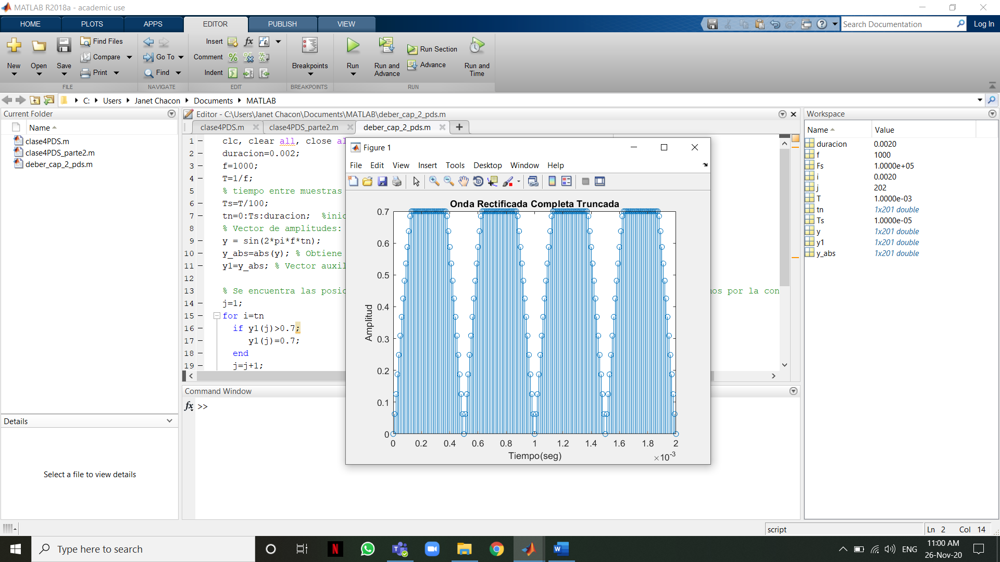 MATLAB R2018a - academic use
HOME PLOTS APPS EDITOR PUBLISH VIEW
Search Documentation
Log In
New
Open
Save
Find Files
Compare
Print
FILE
Go To
Find
NAVIGATE
Insert
Comment
Indent
EDIT
Breakpoints
BREAKPOINTS
Run
Run and Advance
Run Section
Advance
Run and Time
RUN
C: Users Janet Chacon Documents MATLAB
Current Folder
Name
clase4PDS.m
clase4PDS_parte2.m
deber_cap_2_pds.m
Details
Select a file to view details
Editor - C:\Users\Janet Chacon\Documents\MATLAB\deber_cap_2_pds.m
clase4PDS.m clase4PDS_parte2.m deber_cap_2_pds.m
1 clc, clear all, close al
2 duracion=0.002;
3 f=1000;
4 T=1/f;
5 % tiempo entre muestras
6 Ts=T/100;
7 tn=0:Ts:duracion; %inic
8 % Vector de amplitudes:
9 y = sin(2*pi*f*tn);
10 y_abs=abs(y); % Obtiene
11 y1=y_abs; % Vector auxil
12
13 % Se encuentra las posic os por la con
14 j=1;
15 for i=tn
16 if y1(j)>0.7;
17 y1(j)=0.7;
18 end
19 j=j+1;
Command Window
fx >>
Figure 1
File Edit View Insert Tools Desktop Window Help
Onda Rectificada Completa Truncada
Amplitud
0.7
0.6
0.5
0.4
0.3
0.2
0.1
0
0 0.2 0.4 0.6 0.8 1 1.2 1.4 1.6 1.8 2
Tiempo(seg)
×10-3
Workspace
Name Value
duracion 0.0020
f 1000
Fs 1.0000e+05
i 0.0020
j 202
T 1.0000e-03
tn 1x201 double
Ts 1.0000e-05
y 1x201 double
y1 1x201 double
y_abs 1x201 double
script
Ln 2 Col 14
Type here to search
ENG
11:00 AM
26-Nov-20